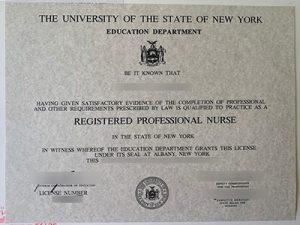 THE UNIVERSITY OF THE STATE OF NEW YORK
EDUCATION DEPARTMENT
BE IT KNOWN THAT
HAVING GIVEN SATISFACTORY EVIDENCE OF THE COMPLETION OF PROFESSIONAL
AND OTHER REQUIREMENTS PRESCRIBED BY LAW IS QUALIFIED TO PRACTICE AS A
REGISTERED PROFESSIONAL NURSE
IN THE STATE OF NEW YORK
IN WITNESS WHEREOF THE EDUCATION DEPARTMENT GRANTS THIS LICENSE
UNDER ITS SEAL AT ALBANY, NEW YORK
THIS
LICENSE NUMBER